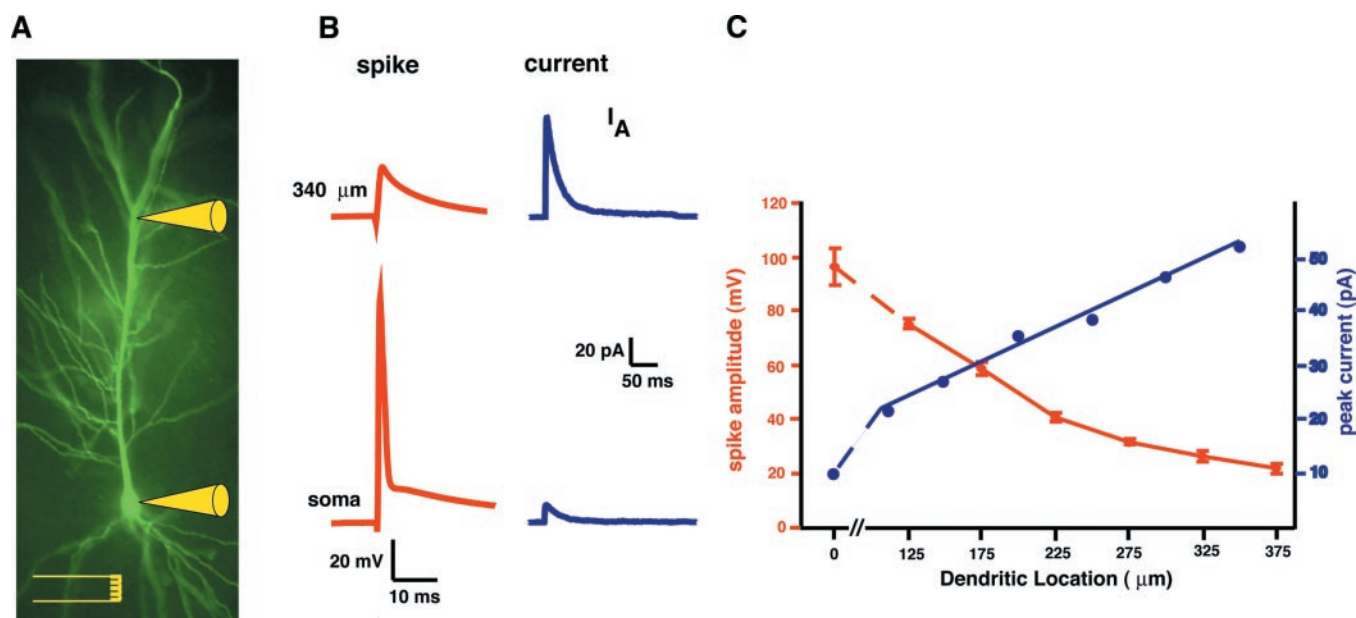 A
B
C
spike
current
I_A
340 μm
20 pA
50 ms
soma
20 mV
10 ms
spike amplitude (mV)
120
100
80
60
40
20
0
peak current (pA)
50
40
30
20
10
0
125
175
225
275
325
375
Dendritic Location ( μm)